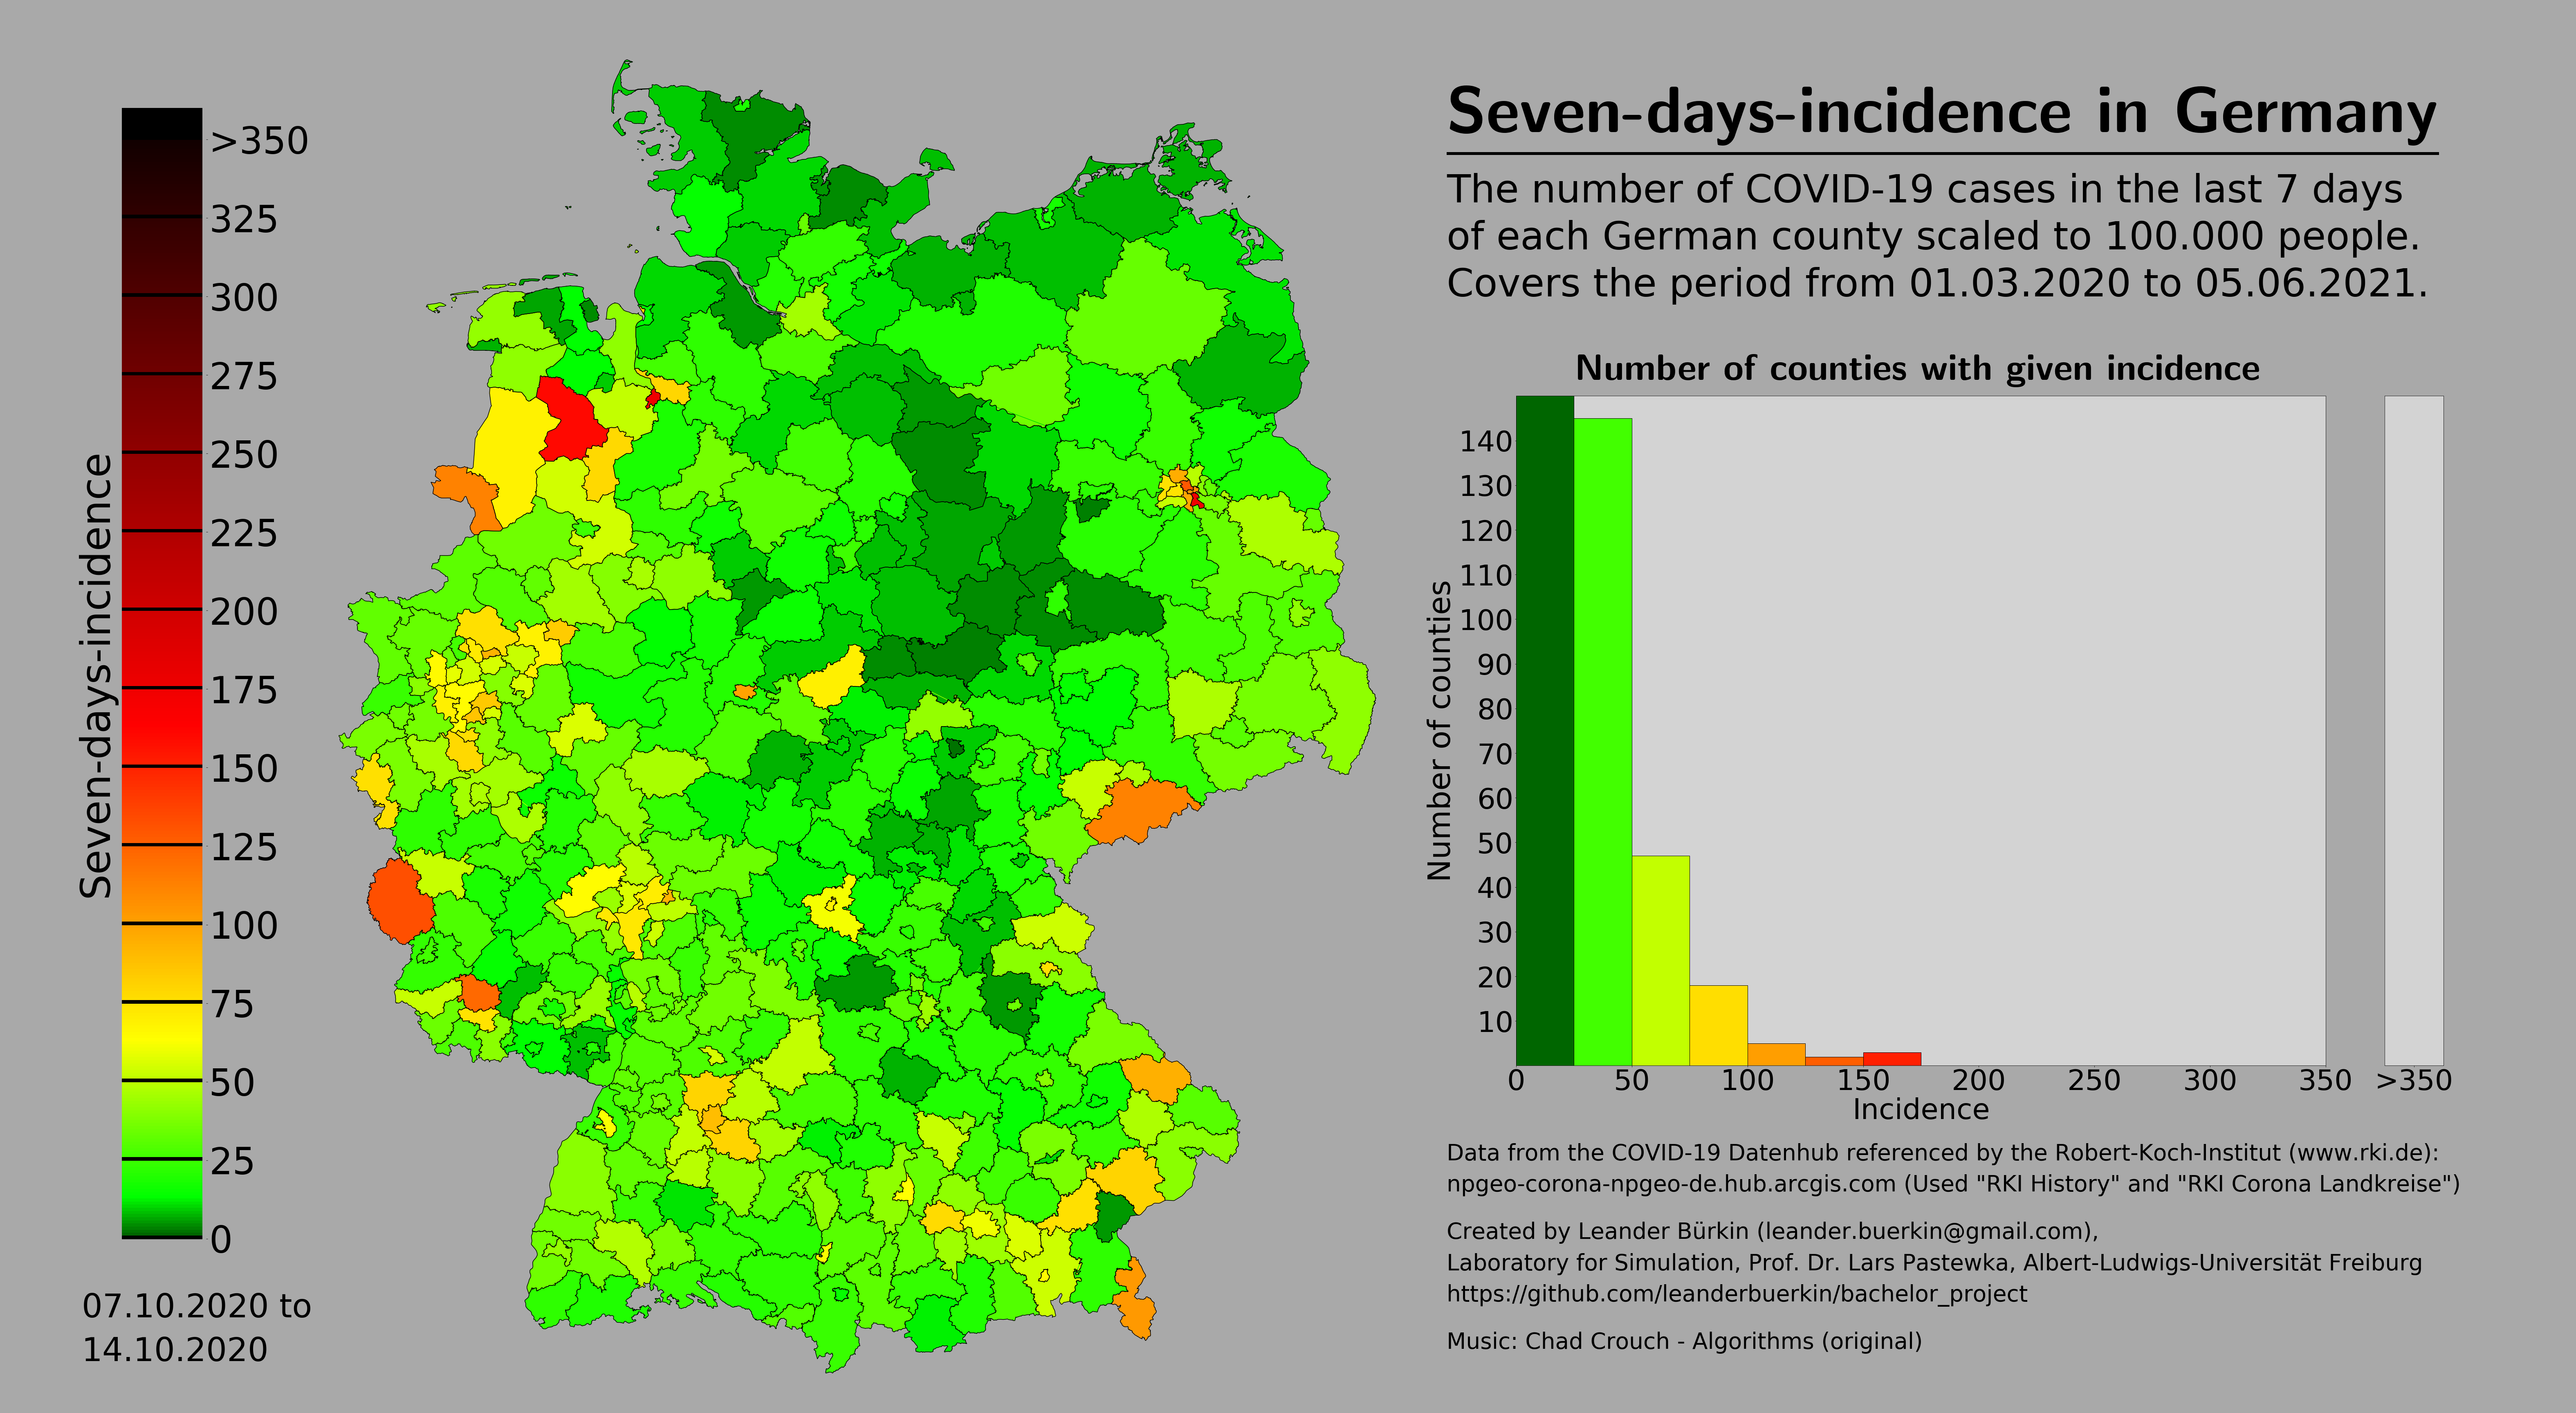 Seven-days-incidence
>350
325
300
275
250
225
200
175
150
125
100
75
50
25
0
07.10.2020 to
14.10.2020
Seven-days-incidence in Germany
The number of COVID-19 cases in the last 7 days
of each German county scaled to 100.000 people.
Covers the period from 01.03.2020 to 05.06.2021.
Number of counties with given incidence
Number of counties
140
130
120
110
100
90
80
70
60
50
40
30
20
10
0 50 100 150 200 250 300 350 >350
Incidence
Data from the COVID-19 Datenhub referenced by the Robert-Koch-Institut (www.rki.de):
npgeo-corona-npgeo-de.hub.arcgis.com (Used "RKI History" and "RKI Corona Landkreise")
Created by Leander Bürkin (leander.buerkin@gmail.com),
Laboratory for Simulation, Prof. Dr. Lars Pastewka, Albert-Ludwigs-Universität Freiburg
https://github.com/leanderbuerkin/bachelor_project
Music: Chad Crouch - Algorithms (original)